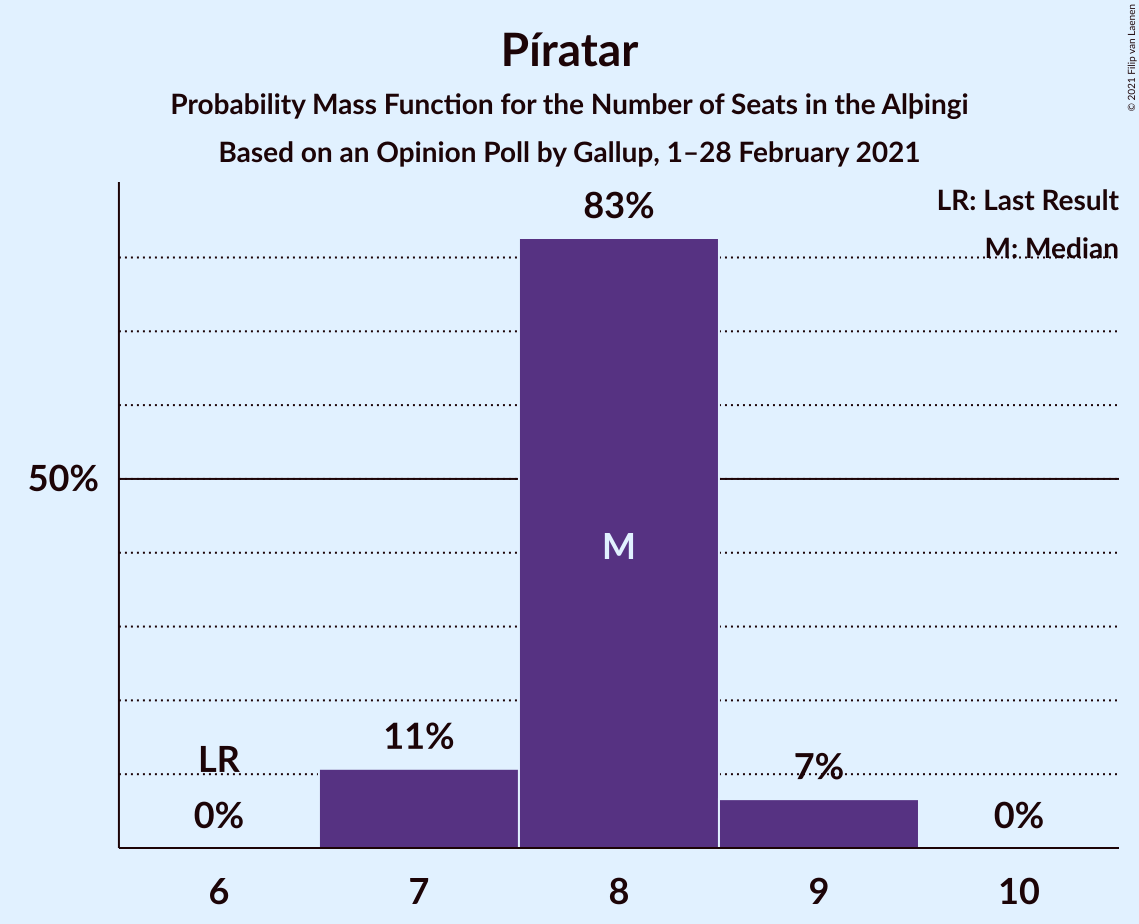 Píratar
Probability Mass Function for the Number of Seats in the Alþingi
Based on an Opinion Poll by Gallup, 1–28 February 2021
© 2021 Filip van Laenen
LR: Last Result
M: Median
83%
50%
M
11%
LR
7%
0%
0%
6
7
8
9
10